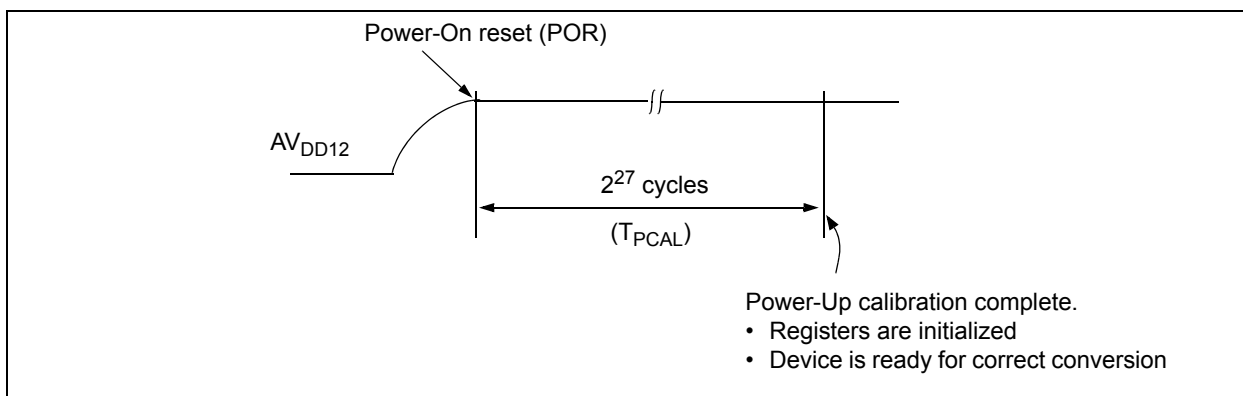 Power-On reset (POR)
AVDD12
2^27 cycles
(TPCAL)
Power-Up calibration complete.
• Registers are initialized
• Device is ready for correct conversion